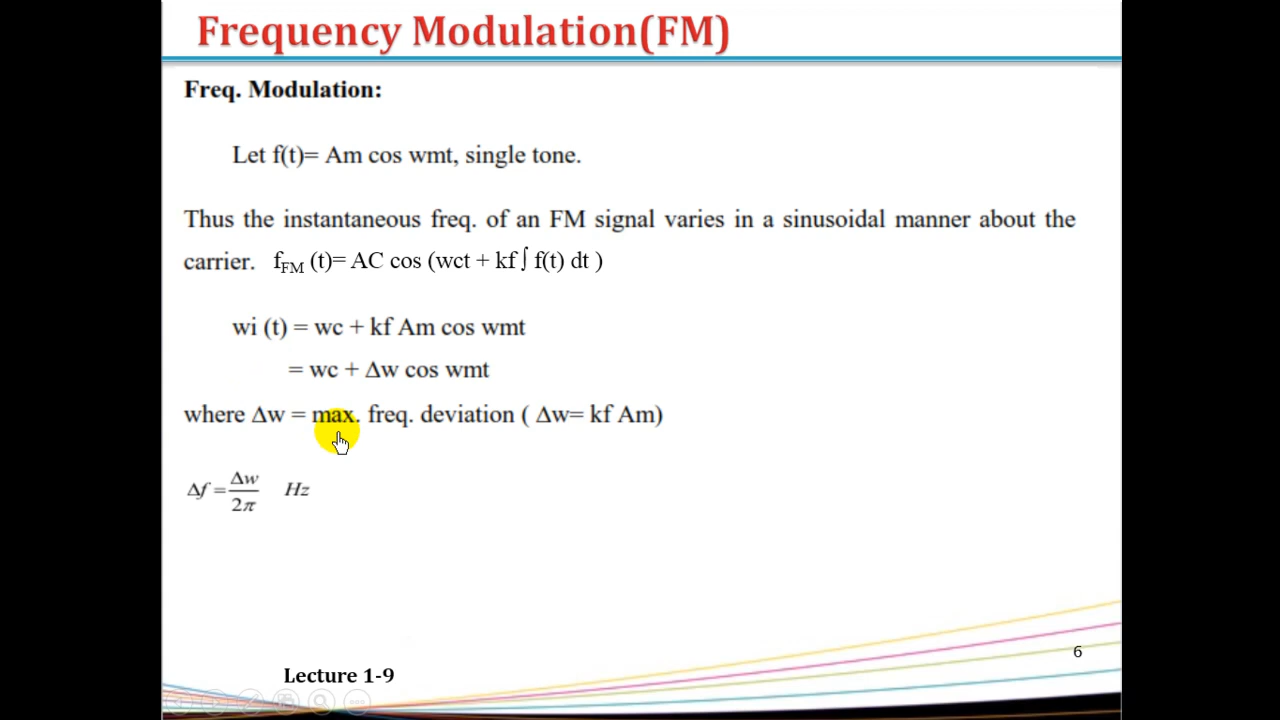 Frequency Modulation(FM)
Freq. Modulation:
Let f(t)= Am cos wmt, single tone.
Thus the instantaneous freq. of an FM signal varies in a sinusoidal manner about the
carrier. fFM (t)= AC cos (wct + kf ∫ f(t) dt )
wi (t) = wc + kf Am cos wmt
= wc + Δw cos wmt
where Δw = max. freq. deviation ( Δw= kf Am)
Δf = Δw/2π Hz
6
Lecture 1-9